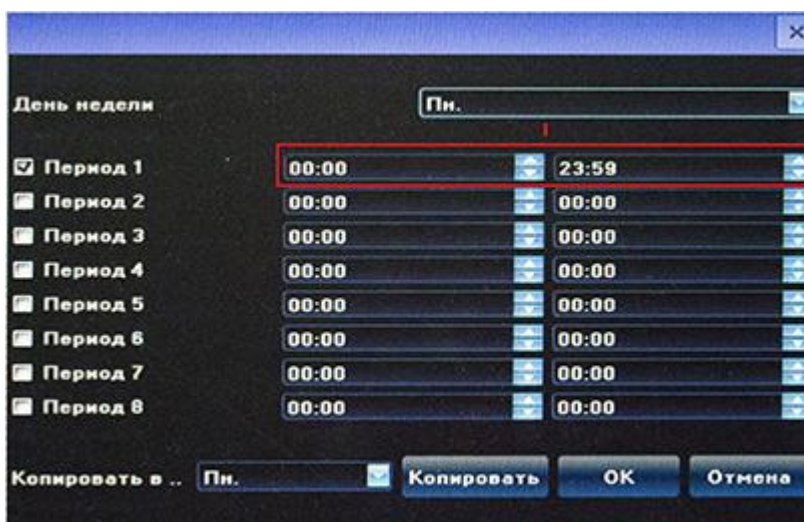 День недели Пн.
Период 1 00:00 23:59
Период 2 00:00 00:00
Период 3 00:00 00:00
Период 4 00:00 00:00
Период 5 00:00 00:00
Период 6 00:00 00:00
Период 7 00:00 00:00
Период 8 00:00 00:00
Копировать в .. Пн. Копировать ОК Отмена